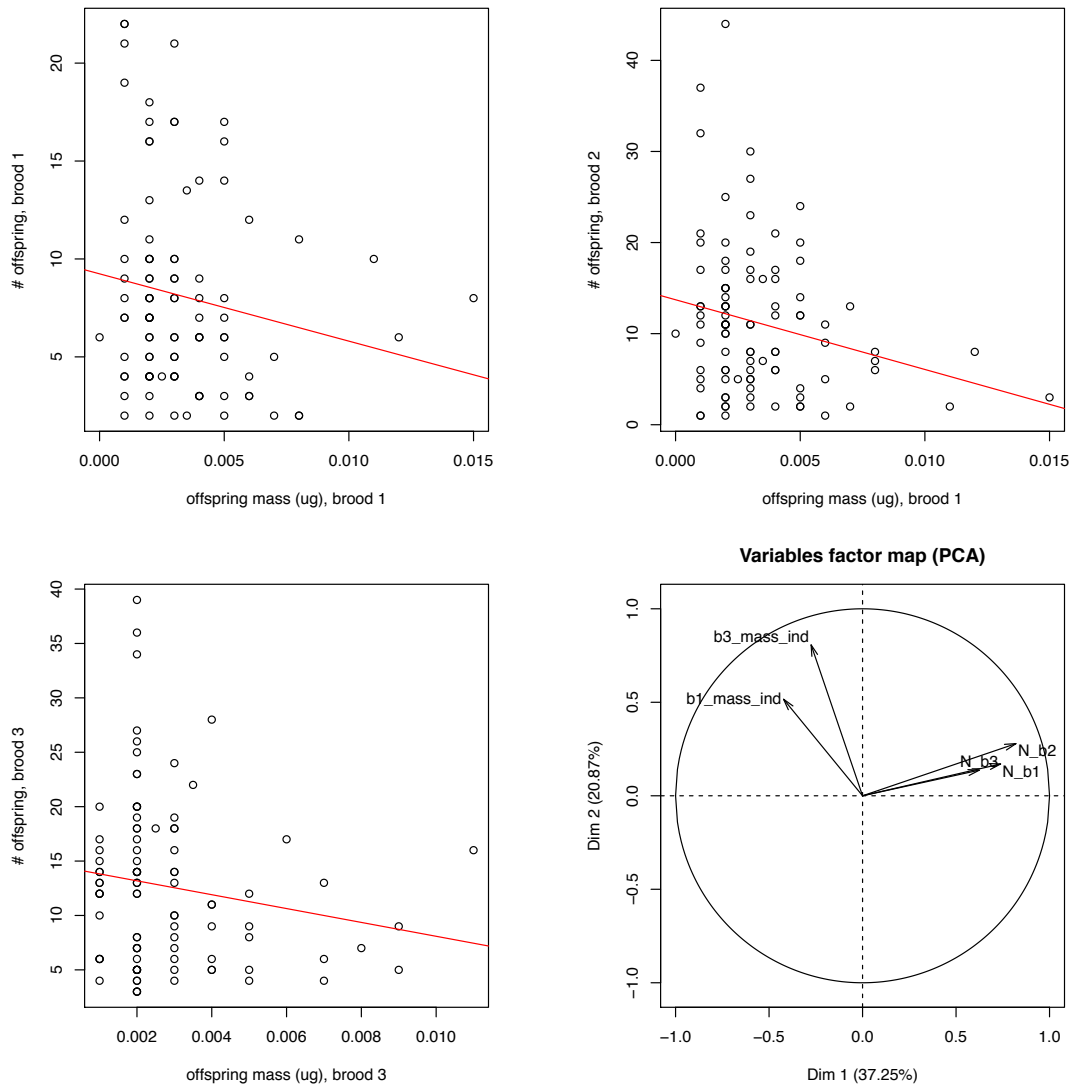 20
15
10
5
# offspring, brood 1
0.000 0.005 0.010 0.015
offspring mass (ug), brood 1
40
30
20
10
0
# offspring, brood 2
0.000 0.005 0.010 0.015
offspring mass (ug), brood 1
40
35
30
25
20
15
10
5
# offspring, brood 3
0.002 0.004 0.006 0.008 0.010
offspring mass (ug), brood 3
Variables factor map (PCA)
1.0
0.5
0.0
−0.5
−1.0
Dim 2 (20.87%)
b3_mass_ind
b1_mass_ind
N_b2
N_b3
N_b1
−1.0 −0.5 0.0 0.5 1.0
Dim 1 (37.25%)